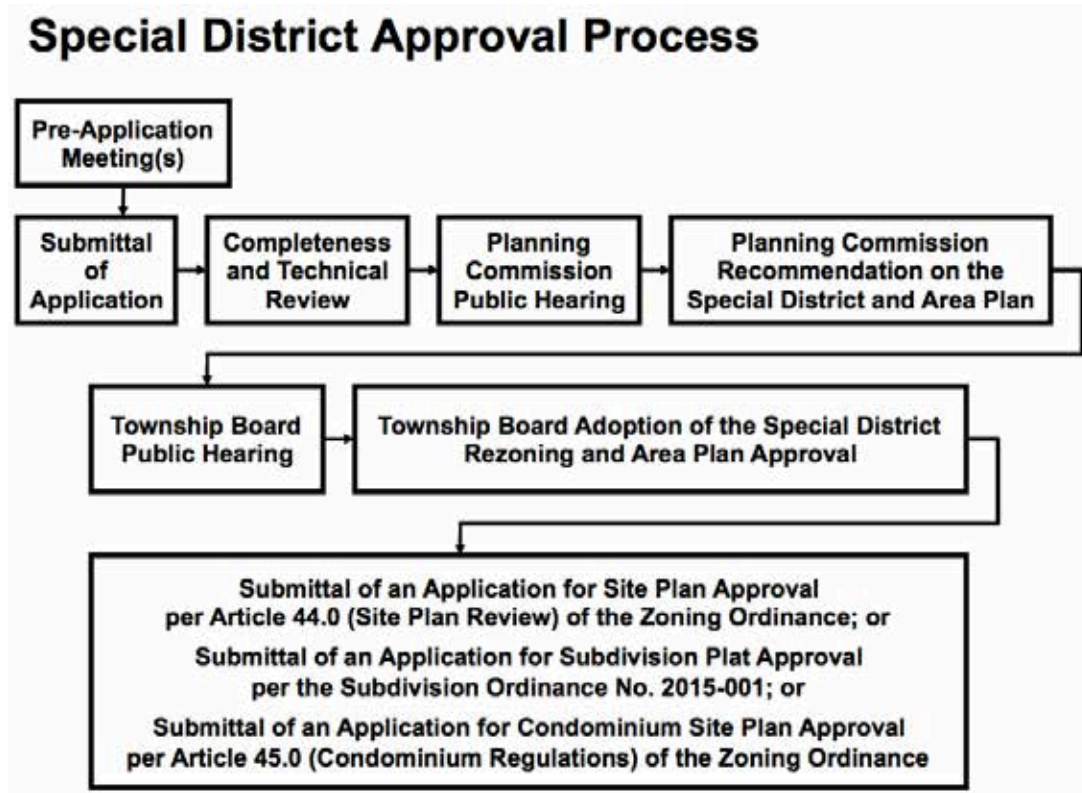 Special District Approval Process
Pre-Application
Meeting(s)
Submittal
of
Application
Completeness
and Technical
Review
Planning
Commission
Public Hearing
Planning Commission
Recommendation on the
Special District and Area Plan
Township Board
Public Hearing
Township Board Adoption of the Special District
Rezoning and Area Plan Approval
Submittal of an Application for Site Plan Approval
per Article 44.0 (Site Plan Review) of the Zoning Ordinance; or
Submittal of an Application for Subdivision Plat Approval
per the Subdivision Ordinance No. 2015-001; or
Submittal of an Application for Condominium Site Plan Approval
per Article 45.0 (Condominium Regulations) of the Zoning Ordinance